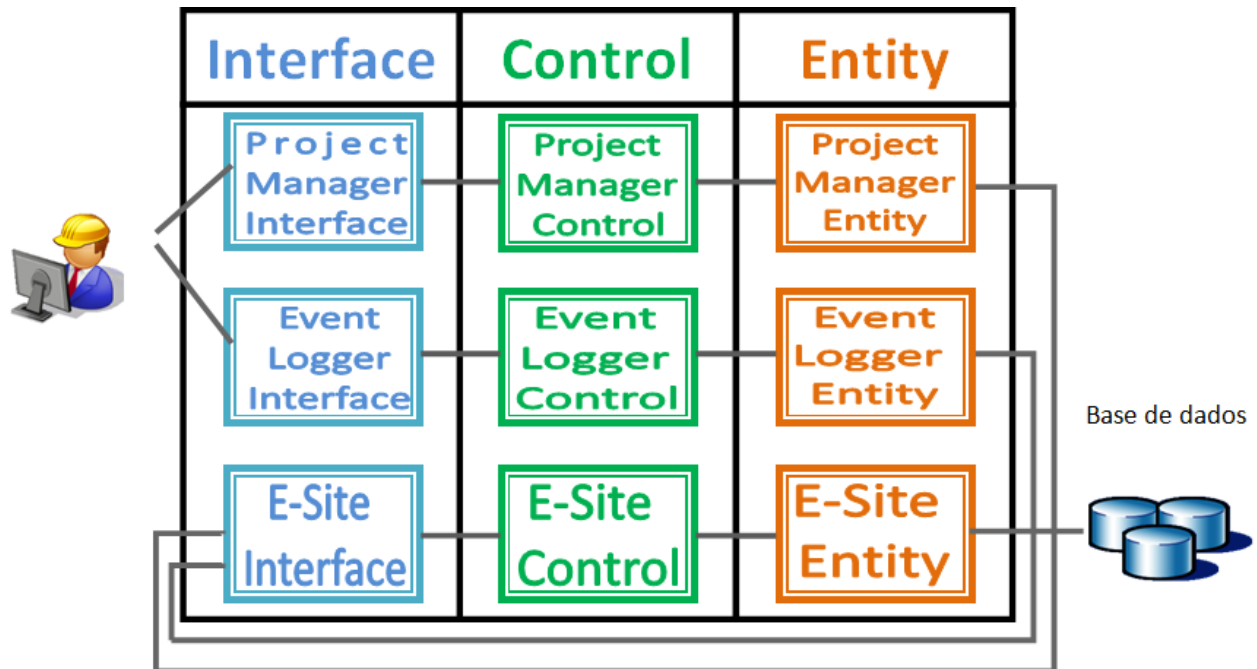 Interface
Control
Entity
Project
Manager
Interface
Project
Manager
Control
Project
Manager
Entity
Event
Logger
Interface
Event
Logger
Control
Event
Logger
Entity
Base de dados
E-Site
Interface
E-Site
Control
E-Site
Entity